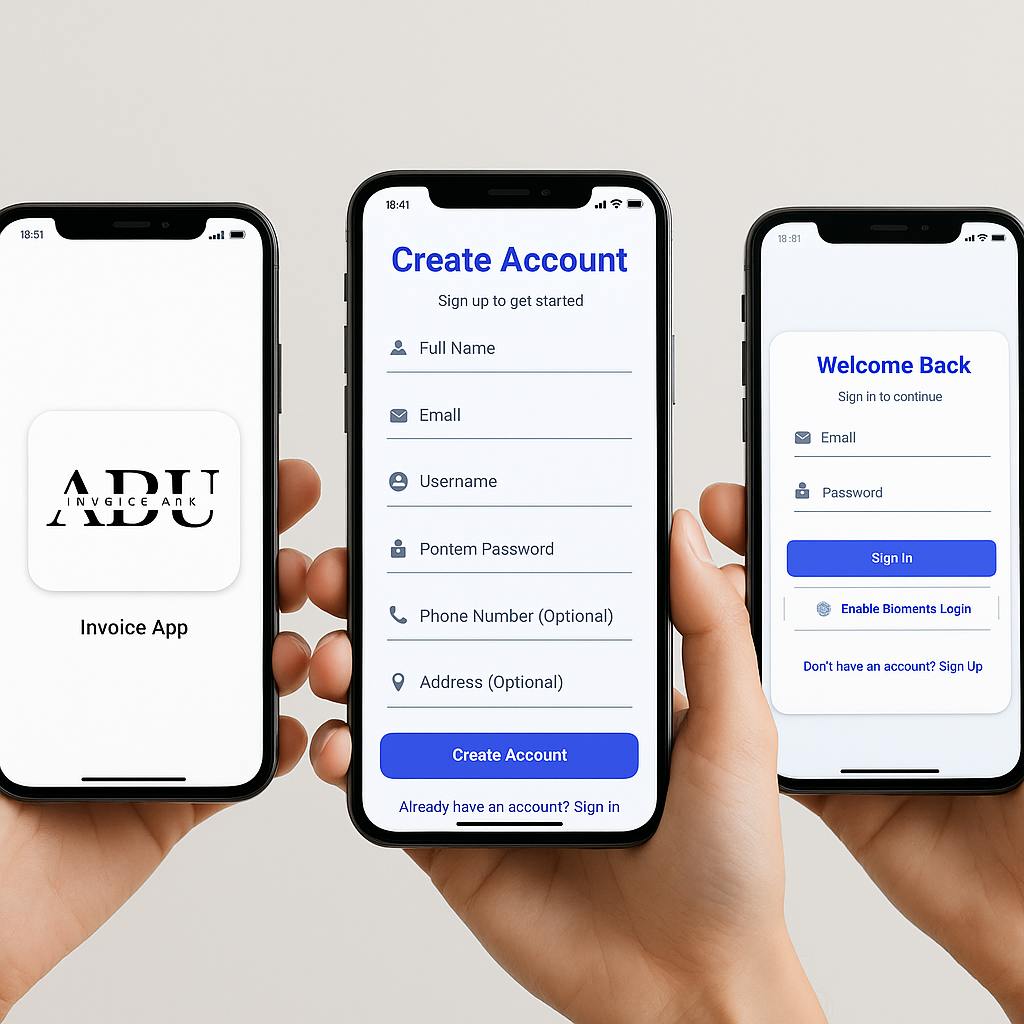 18:51
ADU
INVGICE ANK
Invoice App
18:41
Create Account
Sign up to get started
Full Name
Emall
Username
Pontem Password
Phone Number (Optional)
Address (Optional)
Create Account
Already have an account? Sign in
18:81
Welcome Back
Sign in to continue
Emall
Password
Sign In
Enable Bioments Login
Don't have an account? Sign Up